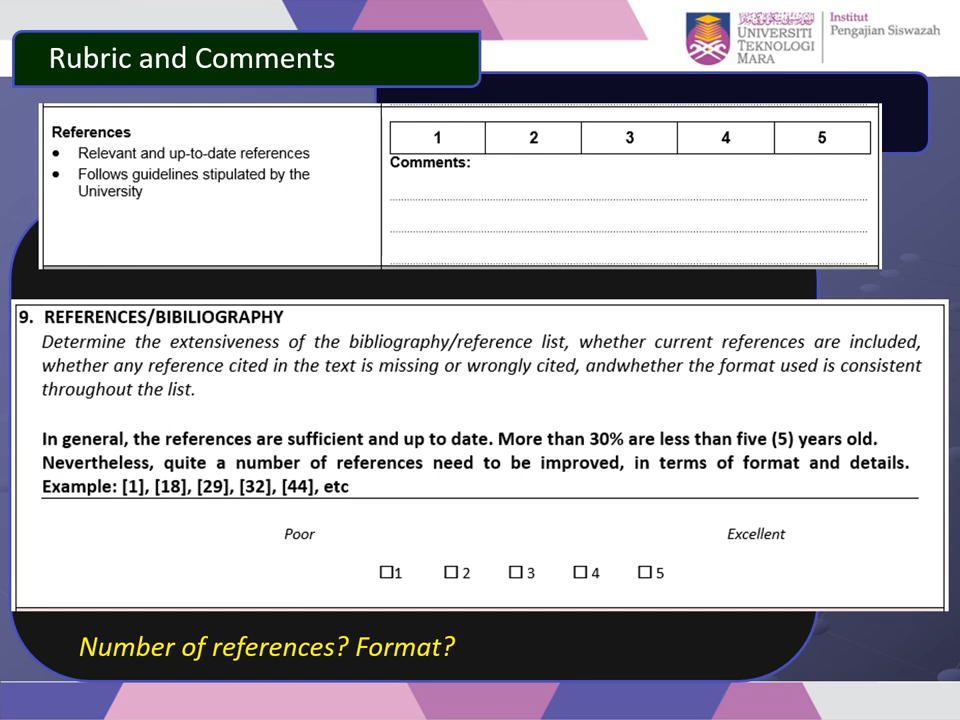 Rubric and Comments
UNIVERSITI
TEKNOLOGI
MARA
Institut
Pengajian Siswazah
References
• Relevant and up-to-date references
• Follows guidelines stipulated by the
University
1 2 3 4 5
Comments:
9. REFERENCES/BIBILIOGRAPHY
Determine the extensiveness of the bibliography/reference list, whether current references are included,
whether any reference cited in the text is missing or wrongly cited, andwhether the format used is consistent
throughout the list.
In general, the references are sufficient and up to date. More than 30% are less than five (5) years old.
Nevertheless, quite a number of references need to be improved, in terms of format and details.
Example: [1], [18], [29], [32], [44], etc
Poor Excellent
☐1 ☐2 ☐3 ☐4 ☐5
Number of references? Format?